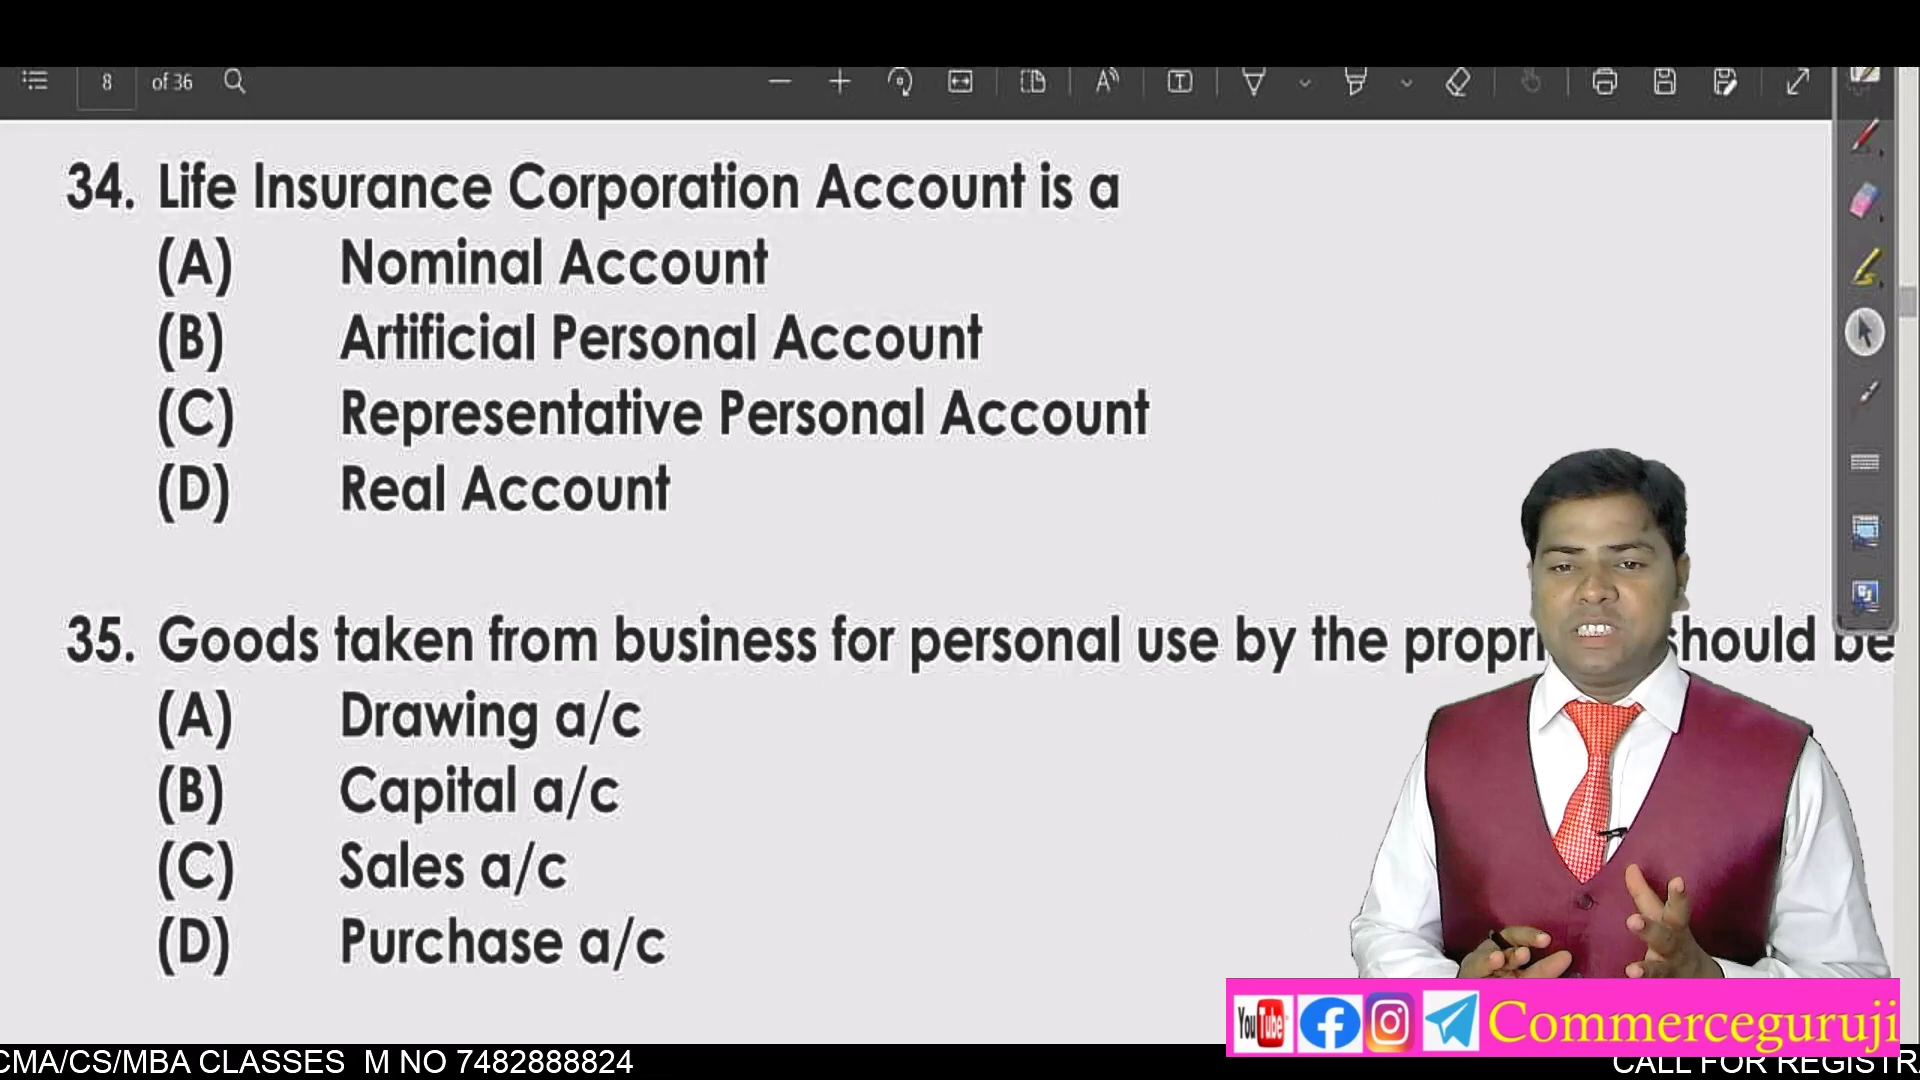 8 of 36
34. Life Insurance Corporation Account is a
(A) Nominal Account
(B) Artificial Personal Account
(C) Representative Personal Account
(D) Real Account
35. Goods taken from business for personal use by the propri should be
(A) Drawing a/c
(B) Capital a/c
(C) Sales a/c
(D) Purchase a/c
YouTube Commerceguruji
CMA/CS/MBA CLASSES M NO 7482888824 CALL FOR REGISTR